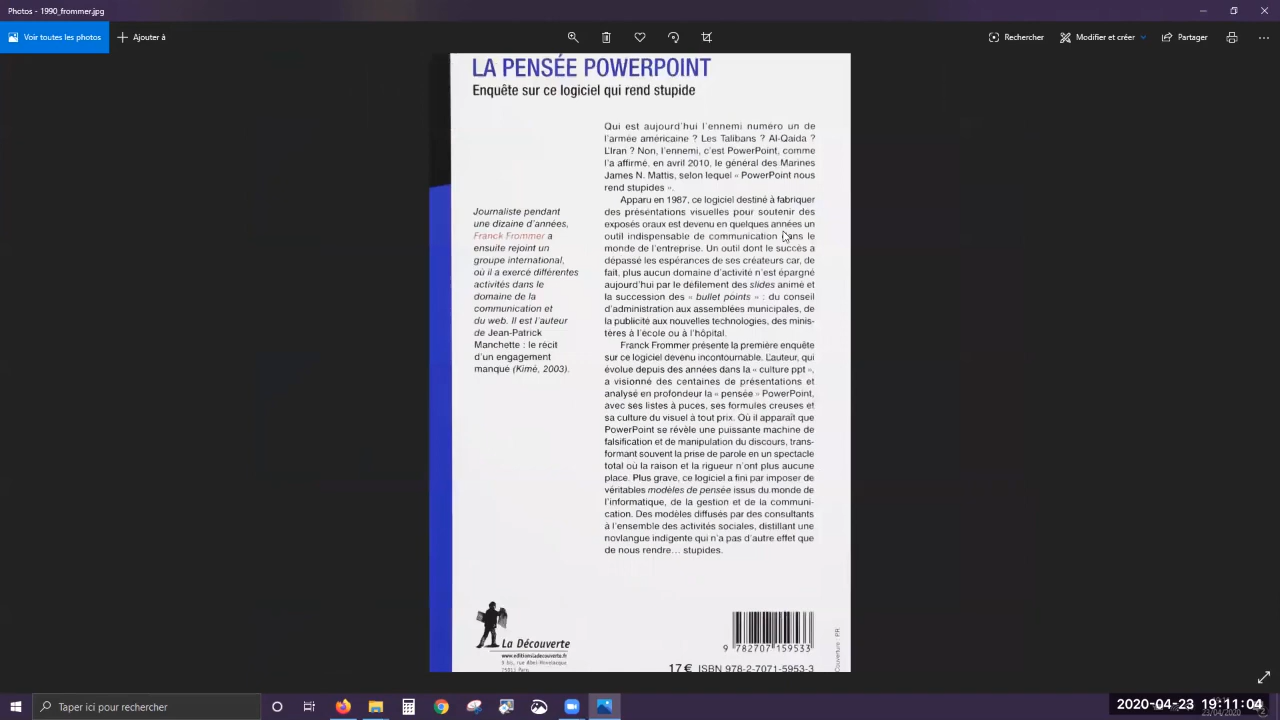 Photos - 1990_frommer.jpg
Voir toutes les photos
Ajouter à
Rechercher
Modifier et créer
Partager
LA PENSÉE POWERPOINT
Enquête sur ce logiciel qui rend stupide
Journaliste pendant
une dizaine d'années,
Franck Frommer a
ensuite rejoint un
groupe international,
où il a exercé différentes
activités dans le
domaine de la
communication et
du web. Il est l'auteur
de Jean-Patrick
Manchette : le récit
d'un engagement
manqué (Kimé, 2003).
Qui est aujourd'hui l'ennemi numéro un de
l'armée américaine ? Les Talibans ? Al-Qaida ?
L'Iran ? Non, l'ennemi, c'est PowerPoint, comme
l'a affirmé, en avril 2010, le général des Marines
James N. Mattis, selon lequel « PowerPoint nous
rend stupides ».
Apparu en 1987, ce logiciel destiné à fabriquer
des présentations visuelles pour soutenir des
exposés oraux est devenu en quelques années un
outil indispensable de communication dans le
monde de l'entreprise. Un outil dont le succès a
dépassé les espérances de ses créateurs car, de
fait, plus aucun domaine d'activité n'est épargné
aujourd'hui par le défilement des slides animé et
la succession des « bullet points » : du conseil
d'administration aux assemblées municipales, de
la publicité aux nouvelles technologies, des minis-
tères à l'école ou à l'hôpital.
Franck Frommer présente la première enquête
sur ce logiciel devenu incontournable. L'auteur, qui
évolue depuis des années dans la « culture ppt »,
a visionné des centaines de présentations et
analysé en profondeur la « pensée » PowerPoint,
avec ses listes à puces, ses formules creuses et
sa culture du visuel à tout prix. Où il apparaît que
PowerPoint se révèle une puissante machine de
falsification et de manipulation du discours, trans-
formant souvent la prise de parole en un spectacle
total où la raison et la rigueur n'ont plus aucune
place. Plus grave, ce logiciel a fini par imposer de
véritables modèles de pensée issus du monde de
l'informatique, de la gestion et de la communi-
cation. Des modèles diffusés par des consultants
à l'ensemble des activités sociales, distillant une
novlangue indigente qui n'a pas d'autre effet que
de nous rendre… stupides.
La Découverte
www.editionsladecouverte.fr
9 bis, rue Abel-Hovelacque
75013 Paris
9 782707 159533
17 € ISBN 978-2-7071-5953-3
Couverture : P.R.
Taper ici pour rechercher
2020-04-23 19:11:04
23/04/2020